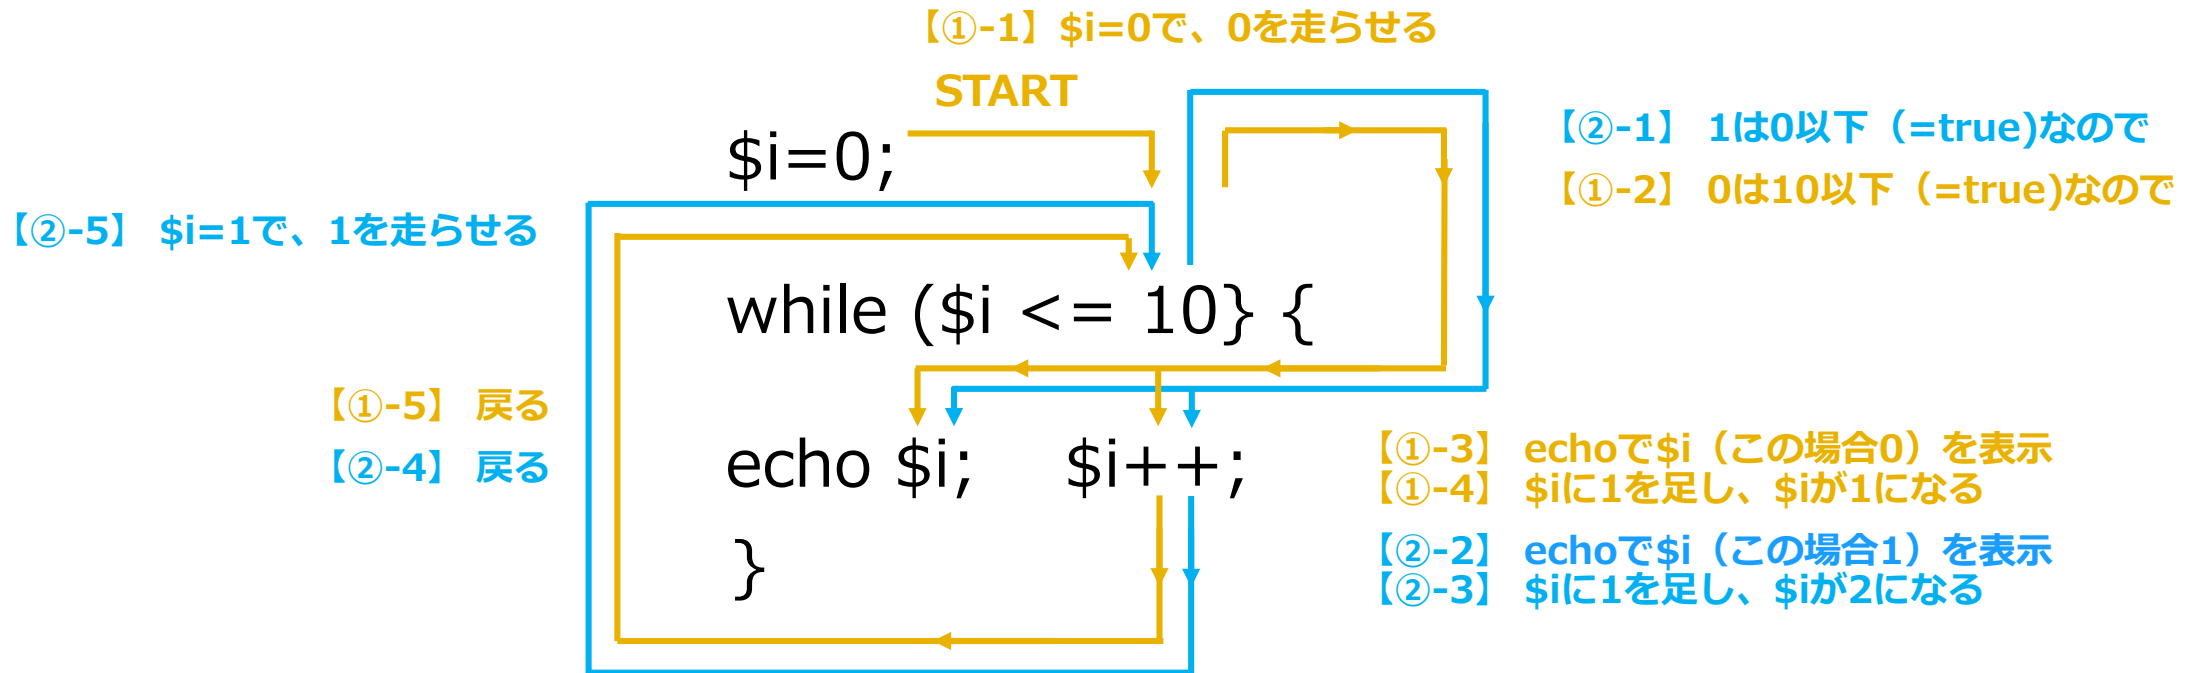 【①-1】$i=0で、0を走らせる
START
$i=0;
【②-1】 1は0以下（=true)なので
【①-2】 0は10以下（=true)なので
【②-5】 $i=1で、1を走らせる
while ($i <= 10} {
【①-5】 戻る
【②-4】 戻る
echo $i; $i++;
【①-3】 echoで$i（この場合0）を表示
【①-4】 $iに1を足し、$iが1になる
【②-2】 echoで$i（この場合1）を表示
【②-3】 $iに1を足し、$iが2になる
}